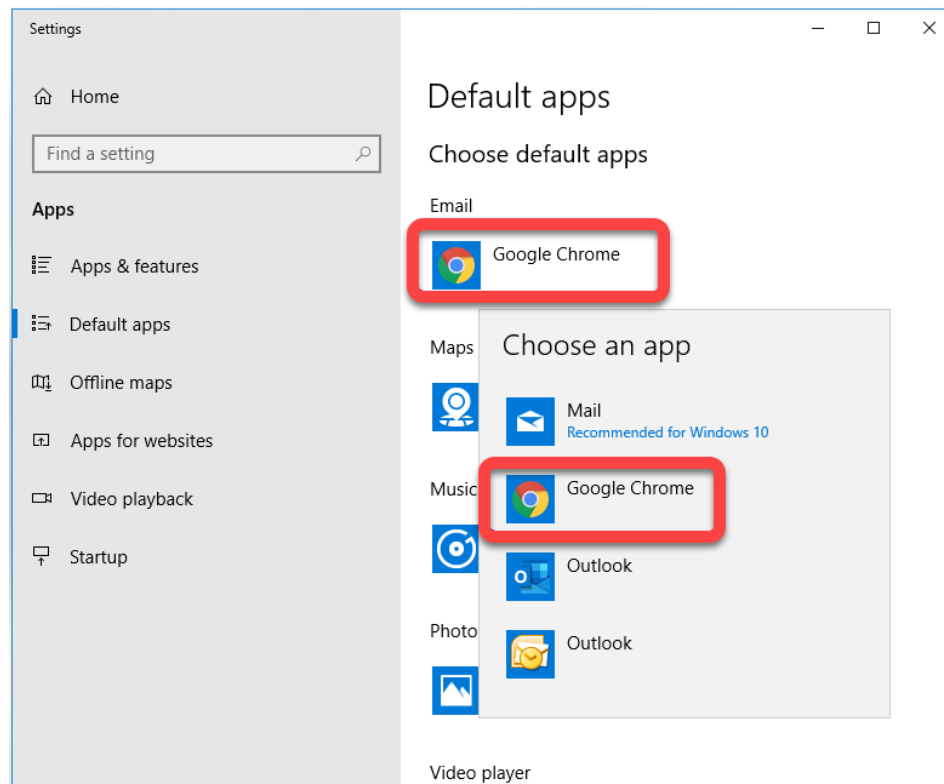 Settings
Home
Find a setting
Apps
Apps & features
Default apps
Offline maps
Apps for websites
Video playback
Startup
Default apps
Choose default apps
Email
Google Chrome
Maps
Music
Photo
Video player
Choose an app
Mail
Recommended for Windows 10
Google Chrome
Outlook
Outlook